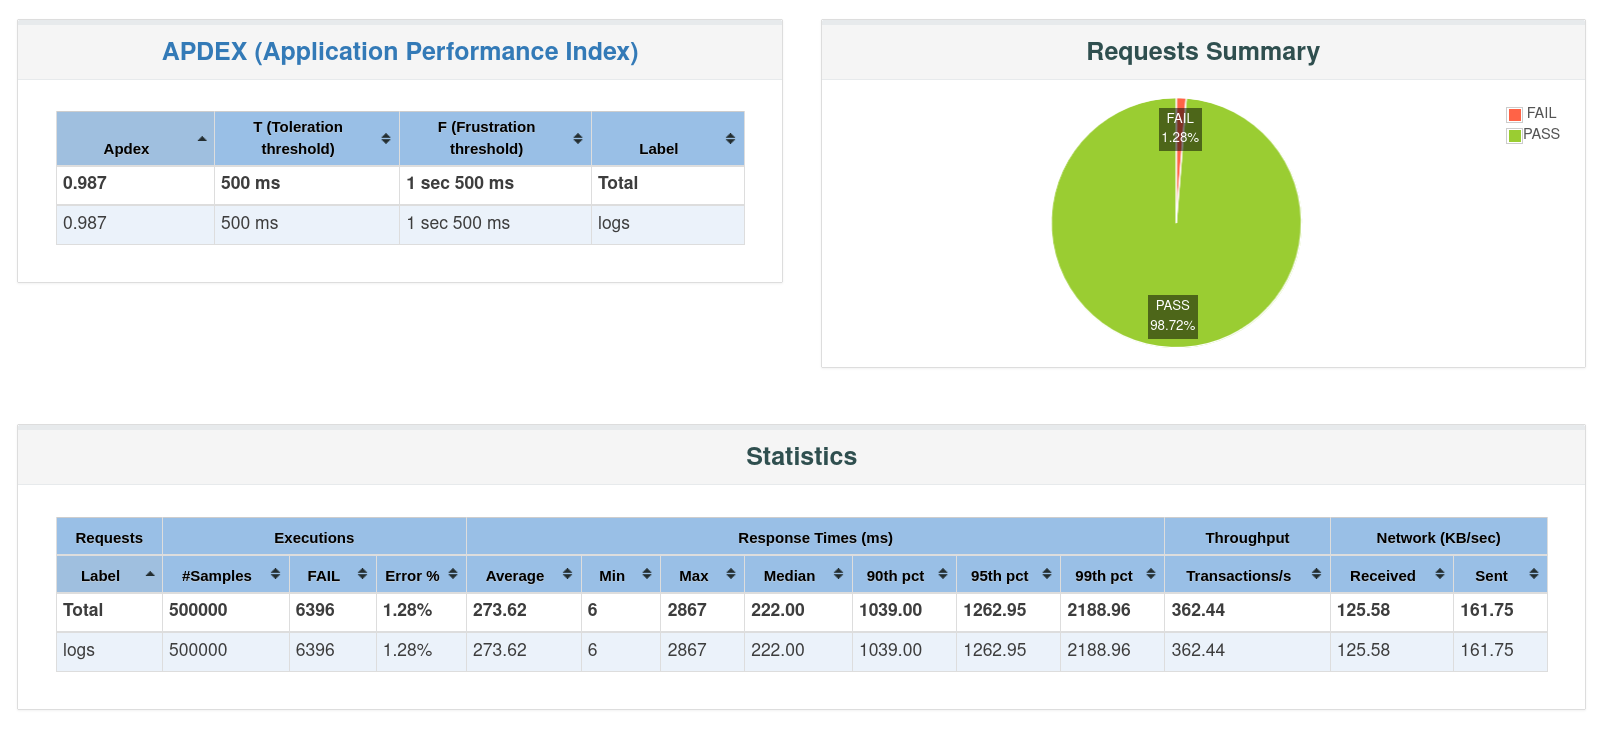 APDEX (Application Performance Index)
Apdex T (Toleration threshold) F (Frustration threshold) Label
0.987 500 ms 1 sec 500 ms Total
0.987 500 ms 1 sec 500 ms logs
Requests Summary
FAIL
1.28%
PASS
98.72%
FAIL
PASS
Statistics
Requests Executions Response Times (ms) Throughput Network (KB/sec)
Label #Samples FAIL Error % Average Min Max Median 90th pct 95th pct 99th pct Transactions/s Received Sent
Total 500000 6396 1.28% 273.62 6 2867 222.00 1039.00 1262.95 2188.96 362.44 125.58 161.75
logs 500000 6396 1.28% 273.62 6 2867 222.00 1039.00 1262.95 2188.96 362.44 125.58 161.75